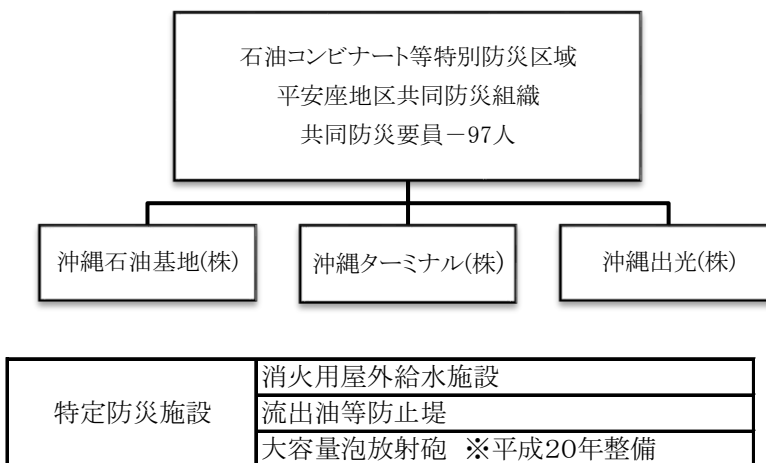 石油コンビナート等特別防災区域
平安座地区共同防災組織
共同防災要員－97人
沖縄石油基地(株)
沖縄ターミナル(株)
沖縄出光(株)
特定防災施設
消火用屋外給水施設
流出油等防止堤
大容量泡放射砲 ※平成20年整備